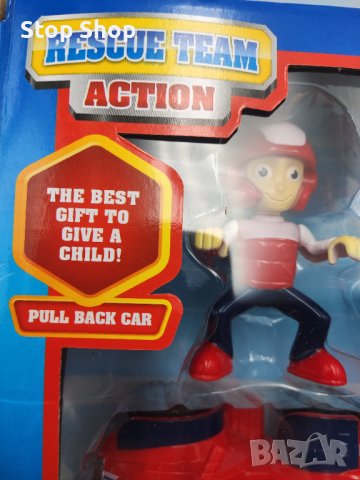 Stop Shop
RESCUE TEAM
ACTION
THE BEST
GIFT TO
GIVE A
CHILD!
PULL BACK CAR
BAZAR